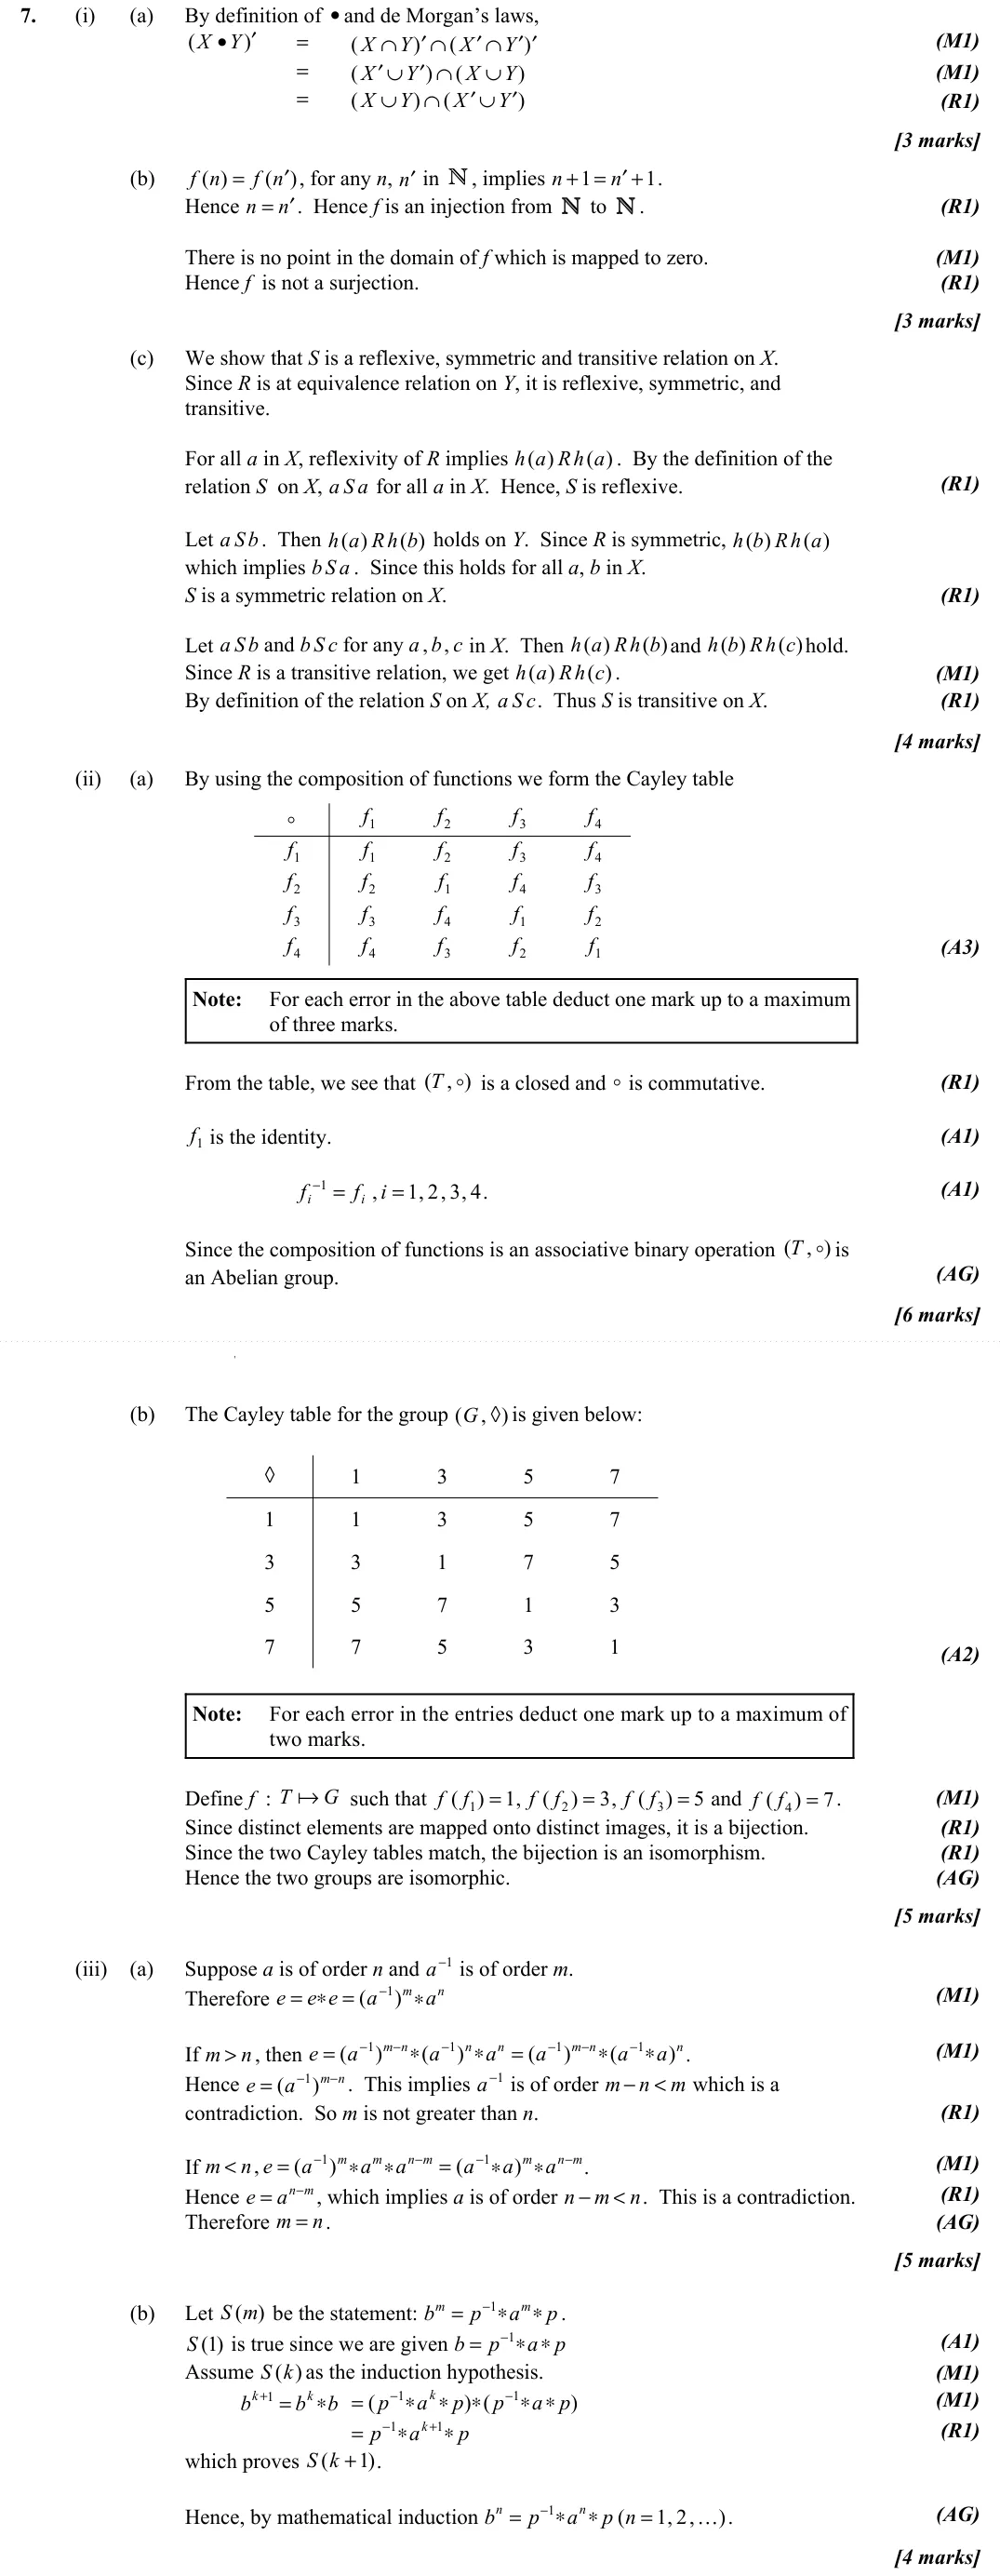 7. (i) (a) By definition of • and de Morgan's laws,
(X • Y)′ = (X ∩ Y)′ ∩ (X′ ∩ Y′)′ (M1)
= (X′ ∪ Y′) ∩ (X ∪ Y) (M1)
= (X ∪ Y) ∩ (X′ ∪ Y′) (R1)
[3 marks]
(b) f(n) = f(n′), for any n, n′ in ℕ, implies n + 1 = n′ + 1.
Hence n = n′. Hence f is an injection from ℕ to ℕ. (R1)
There is no point in the domain of f which is mapped to zero. (M1)
Hence f is not a surjection. (R1)
[3 marks]
(c) We show that S is a reflexive, symmetric and transitive relation on X.
Since R is at equivalence relation on Y, it is reflexive, symmetric, and
transitive.
For all a in X, reflexivity of R implies h(a) R h(a). By the definition of the
relation S on X, a S a for all a in X. Hence, S is reflexive. (R1)
Let a S b. Then h(a) R h(b) holds on Y. Since R is symmetric, h(b) R h(a)
which implies b S a. Since this holds for all a, b in X.
S is a symmetric relation on X. (R1)
Let a S b and b S c for any a, b, c in X. Then h(a) R h(b) and h(b) R h(c) hold.
Since R is a transitive relation, we get h(a) R h(c). (M1)
By definition of the relation S on X, a S c. Thus S is transitive on X. (R1)
[4 marks]
(ii) (a) By using the composition of functions we form the Cayley table
∘ f₁ f₂ f₃ f₄
f₁ f₁ f₂ f₃ f₄
f₂ f₂ f₁ f₄ f₃
f₃ f₃ f₄ f₁ f₂
f₄ f₄ f₃ f₂ f₁ (A3)
Note: For each error in the above table deduct one mark up to a maximum
of three marks.
From the table, we see that (T, ∘) is a closed and ∘ is commutative. (R1)
f₁ is the identity. (A1)
fᵢ⁻¹ = fᵢ, i = 1, 2, 3, 4. (A1)
Since the composition of functions is an associative binary operation (T, ∘) is
an Abelian group. (AG)
[6 marks]
(b) The Cayley table for the group (G, ◊) is given below:
◊ 1 3 5 7
1 1 3 5 7
3 3 1 7 5
5 5 7 1 3
7 7 5 3 1 (A2)
Note: For each error in the entries deduct one mark up to a maximum of
two marks.
Define f : T ↦ G such that f(f₁) = 1, f(f₂) = 3, f(f₃) = 5 and f(f₄) = 7. (M1)
Since distinct elements are mapped onto distinct images, it is a bijection. (R1)
Since the two Cayley tables match, the bijection is an isomorphism. (R1)
Hence the two groups are isomorphic. (AG)
[5 marks]
(iii) (a) Suppose a is of order n and a⁻¹ is of order m.
Therefore e = e∗e = (a⁻¹)ᵐ ∗ aⁿ (M1)
If m > n, then e = (a⁻¹)ᵐ⁻ⁿ ∗ (a⁻¹)ⁿ ∗ aⁿ = (a⁻¹)ᵐ⁻ⁿ ∗ (a⁻¹∗a)ⁿ. (M1)
Hence e = (a⁻¹)ᵐ⁻ⁿ. This implies a⁻¹ is of order m − n < m which is a
contradiction. So m is not greater than n. (R1)
If m < n, e = (a⁻¹)ᵐ ∗ aᵐ ∗ aⁿ⁻ᵐ = (a⁻¹∗a)ᵐ ∗ aⁿ⁻ᵐ. (M1)
Hence e = aⁿ⁻ᵐ, which implies a is of order n − m < n. This is a contradiction. (R1)
Therefore m = n. (AG)
[5 marks]
(b) Let S(m) be the statement: bᵐ = p⁻¹ ∗ aᵐ ∗ p.
S(1) is true since we are given b = p⁻¹ ∗ a ∗ p (A1)
Assume S(k) as the induction hypothesis. (M1)
bᵏ⁺¹ = bᵏ ∗ b = (p⁻¹ ∗ aᵏ ∗ p) ∗ (p⁻¹ ∗ a ∗ p) (M1)
= p⁻¹ ∗ aᵏ⁺¹ ∗ p (R1)
which proves S(k + 1).
Hence, by mathematical induction bⁿ = p⁻¹ ∗ aⁿ ∗ p (n = 1, 2, …). (AG)
[4 marks]